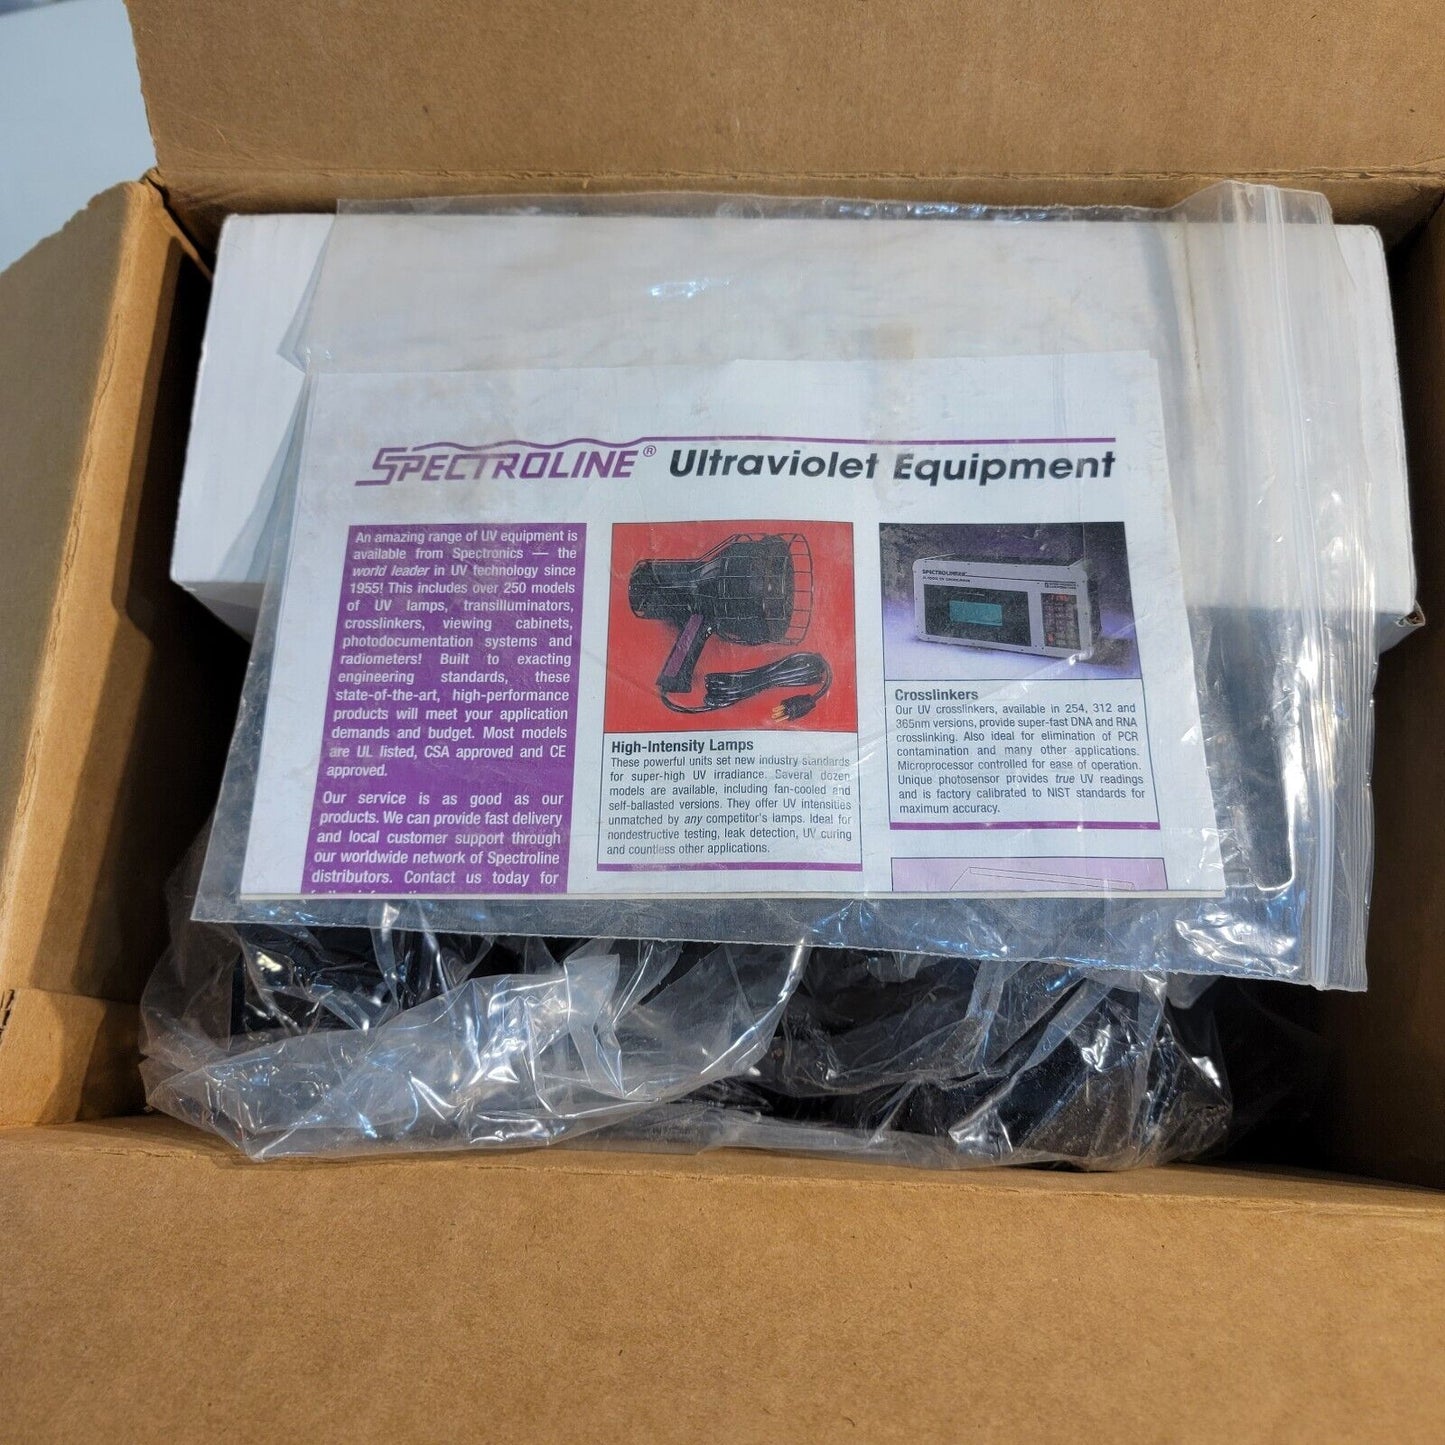 SPECTROLINE® Ultraviolet Equipment
An amazing range of UV equipment is
available from Spectronics — the
world leader in UV technology since
1955! This includes over 250 models
of UV lamps, transilluminators,
crosslinkers, viewing cabinets,
photodocumentation systems and
radiometers! Built to exacting
engineering standards, these
state-of-the-art, high-performance
products will meet your application
demands and budget. Most models
are UL listed, CSA approved and CE
approved.
Our service is as good as our
products. We can provide fast delivery
and local customer support through
our worldwide network of Spectroline
distributors. Contact us today for
High-Intensity Lamps
These powerful units set new industry standards
for super-high UV irradiance. Several dozen
models are available, including fan-cooled and
self-ballasted versions. They offer UV intensities
unmatched by any competitor's lamps. Ideal for
nondestructive testing, leak detection, UV curing
and countless other applications.
Crosslinkers
Our UV crosslinkers, available in 254, 312 and
365nm versions, provide super-fast DNA and RNA
crosslinking. Also ideal for elimination of PCR
contamination and many other applications.
Microprocessor controlled for ease of operation.
Unique photosensor provides true UV readings
and is factory calibrated to NIST standards for
maximum accuracy.